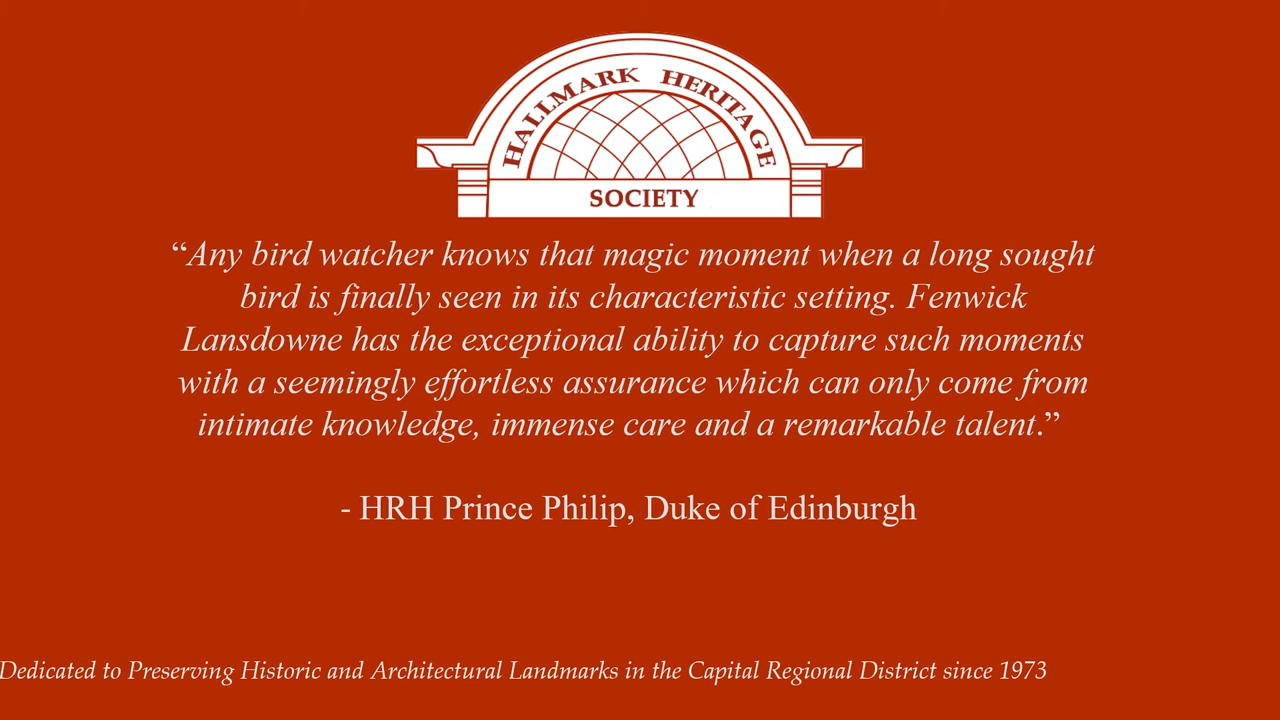 HALLMARK HERITAGE
SOCIETY
“Any bird watcher knows that magic moment when a long sought
bird is finally seen in its characteristic setting. Fenwick
Lansdowne has the exceptional ability to capture such moments
with a seemingly effortless assurance which can only come from
intimate knowledge, immense care and a remarkable talent.”
- HRH Prince Philip, Duke of Edinburgh
Dedicated to Preserving Historic and Architectural Landmarks in the Capital Regional District since 1973